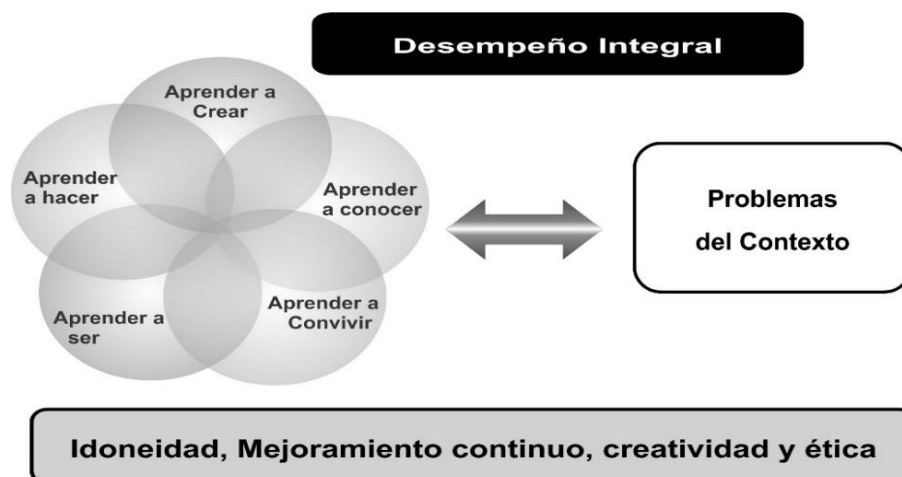 Desempeño Integral
Aprender a
Crear
Aprender
a hacer
Aprender
a conocer
Aprender a
ser
Aprender a
Convivir
Problemas
del Contexto
Idoneidad, Mejoramiento continuo, creatividad y ética